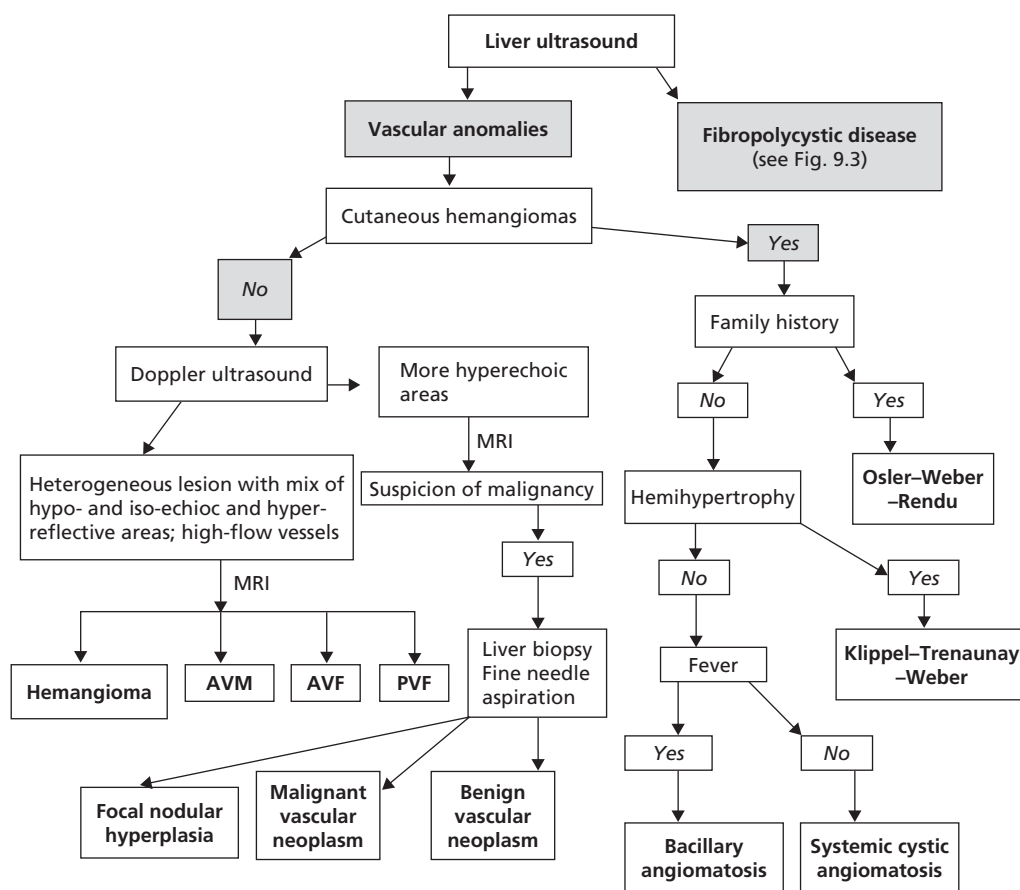 Liver ultrasound
Vascular anomalies
Fibropolycystic disease
(see Fig. 9.3)
Cutaneous hemangiomas
Yes
No
Family history
Doppler ultrasound
More hyperechoic
areas
No
Yes
MRI
Heterogeneous lesion with mix of
hypo- and iso-echioc and hyper-
reflective areas; high-flow vessels
Suspicion of malignancy
Hemihypertrophy
Osler–Weber
–Rendu
MRI
Yes
No
Yes
Hemangioma
AVM
AVF
PVF
Liver biopsy
Fine needle
aspiration
Fever
Klippel–Trenaunay
–Weber
Yes
No
Focal nodular
hyperplasia
Malignant
vascular
neoplasm
Benign
vascular
neoplasm
Bacillary
angiomatosis
Systemic cystic
angiomatosis